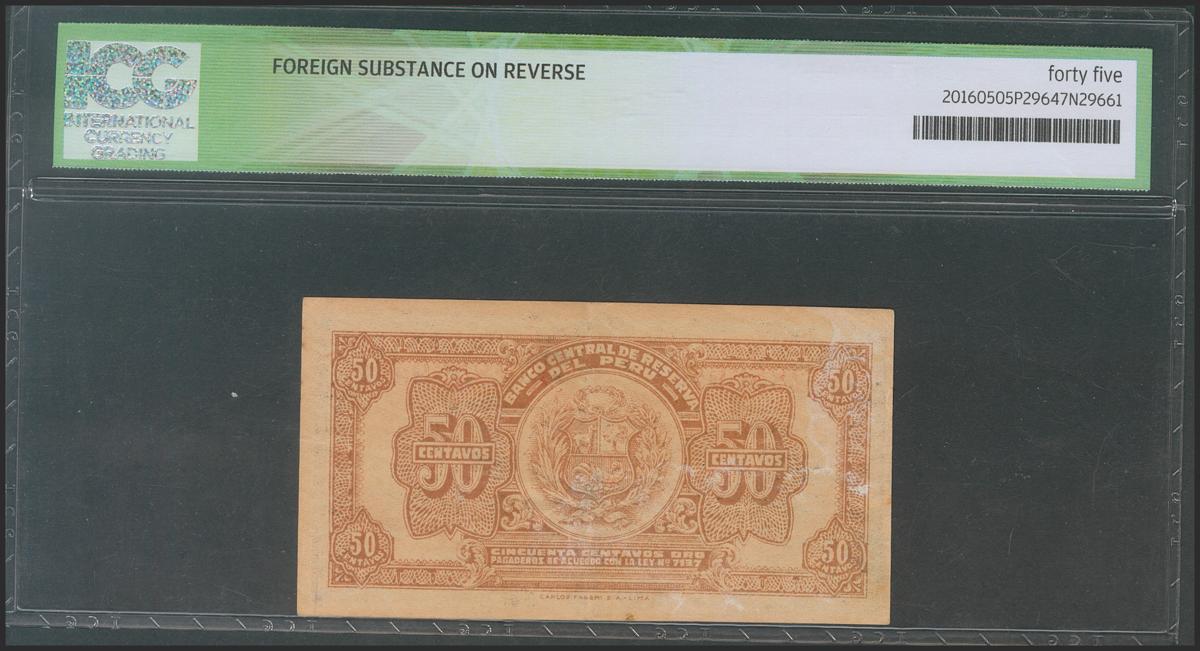 ICG
INTERNATIONAL
CURRENCY
GRADING
FOREIGN SUBSTANCE ON REVERSE
forty five
20160505P29647N29661
BANCO CENTRAL DE RESERVA
DEL PERU
50
CENTAVOS
50
CENTAVOS
50
CENTAVOS
50
CENTAVOS
50
CENTAVOS
50
CENTAVOS
CINCUENTA CENTAVOS ORO
PAGADEROS DE ACUERDO CON LA LEY Nº 7137